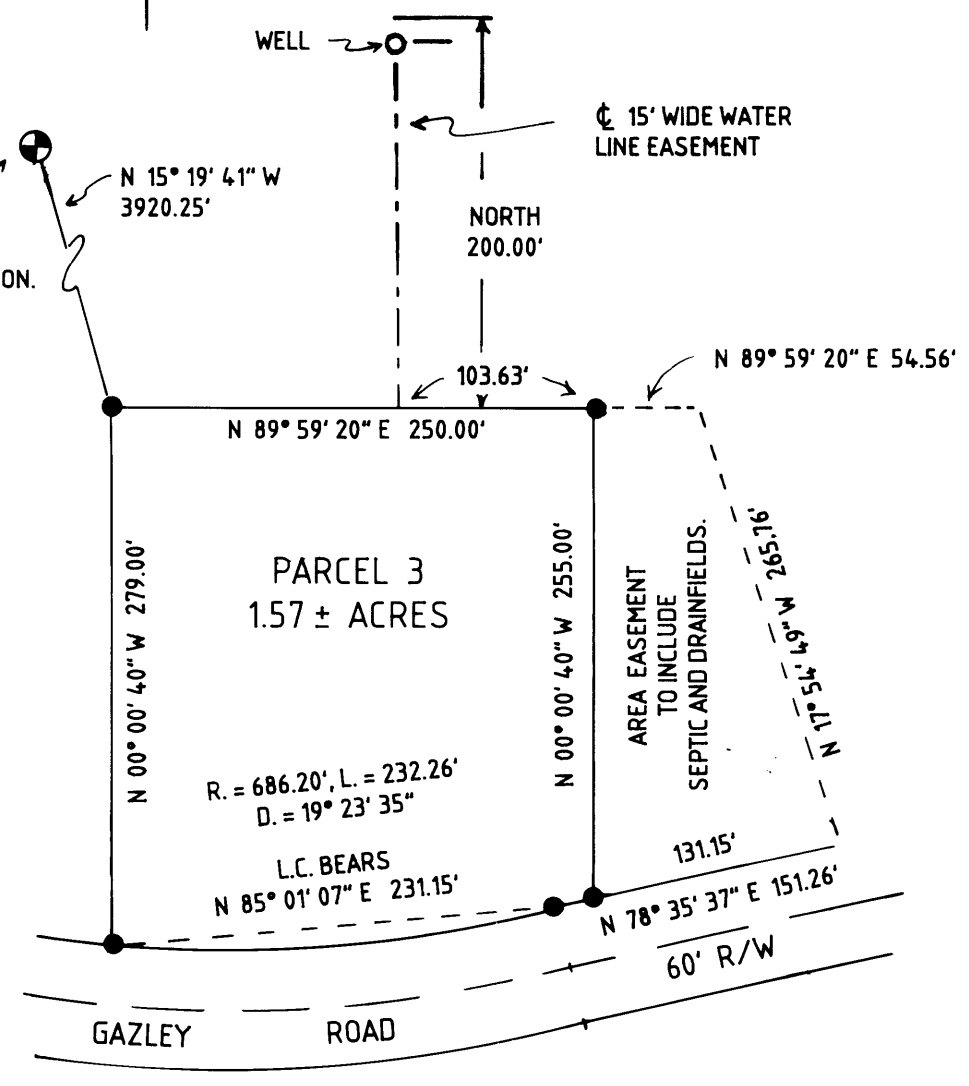 WELL
℄ 15' WIDE WATER
LINE EASEMENT
N 15° 19' 41" W
3920.25'
NORTH
200.00'
ON.
103.63'
N 89° 59' 20" E 54.56'
N 89° 59' 20" E 250.00'
N 00° 00' 40" W 279.00'
PARCEL 3
1.57 ± ACRES
N 00° 00' 40" W 255.00'
AREA EASEMENT
TO INCLUDE
SEPTIC AND DRAINFIELDS.
N 17° 54' 49" W 265.76'
R. = 686.20', L. = 232.26'
D. = 19° 23' 35"
L.C. BEARS
N 85° 01' 07" E 231.15'
131.15'
N 78° 35' 37" E 151.26'
60' R/W
GAZLEY ROAD